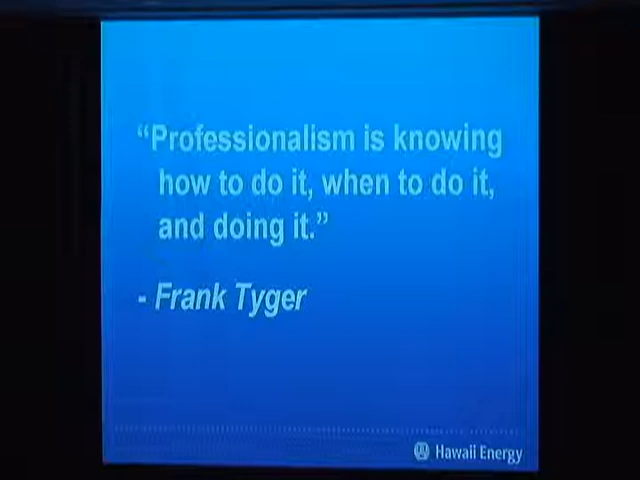 “Professionalism is knowing
how to do it, when to do it,
and doing it.”
- Frank Tyger
Hawaii Energy